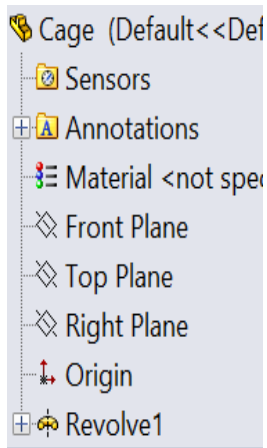 Cage (Default<<Def
Sensors
Annotations
Material <not spec
Front Plane
Top Plane
Right Plane
Origin
Revolve1